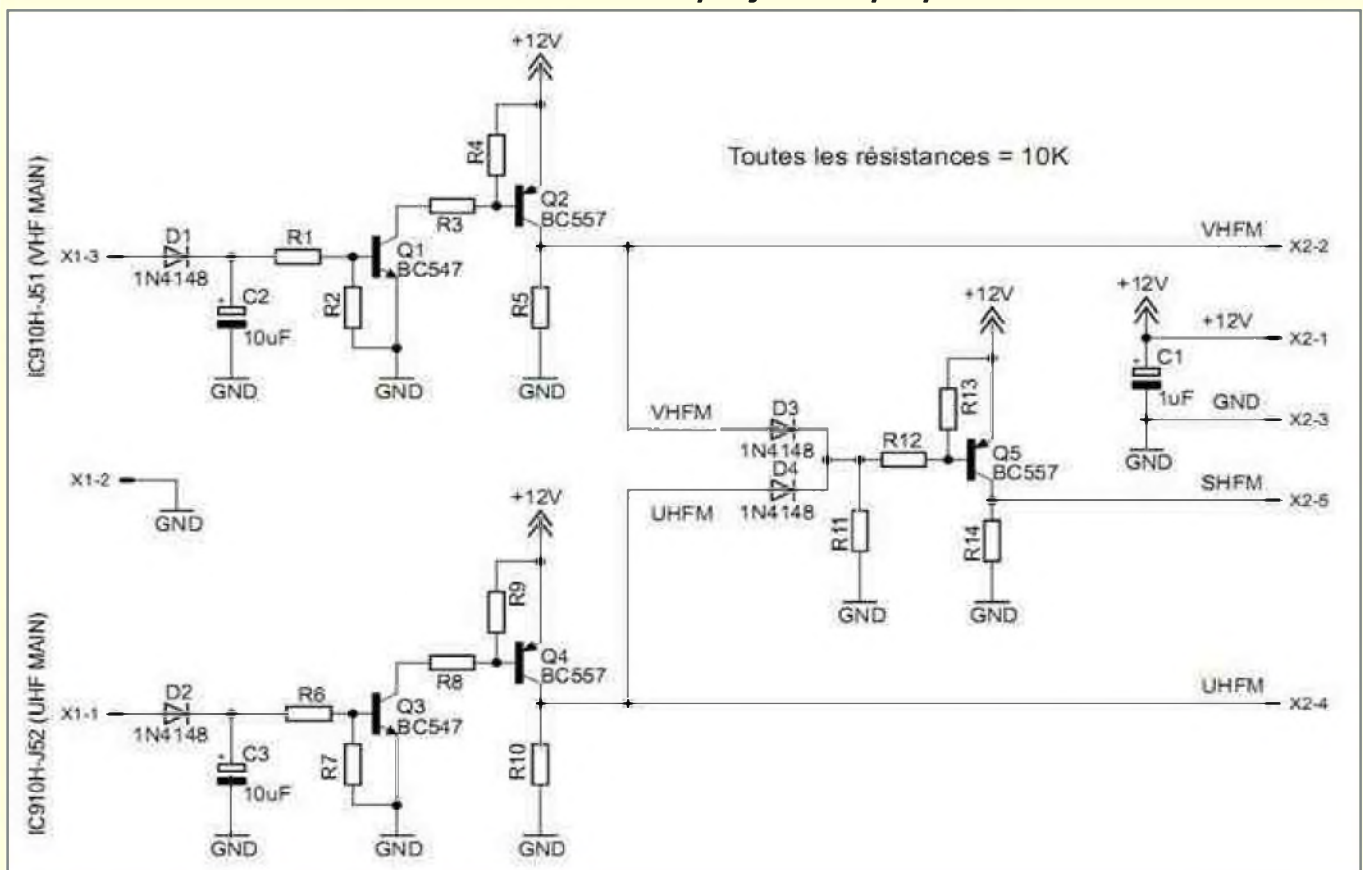 +12V
R4
Toutes les résistances = 10K
IC910H-J51 (VHF MAIN)
Q2
BC557
R3
VHFM
X2-2
X1-3
D1
1N4148
R1
Q1
BC547
R2
C2
10uF
R5
GND
GND
GND
+12V
+12V
+12V
X2-1
C1
1uF
GND
X2-3
GND
R13
VHFM
D3
1N4148
R12
Q5
BC557
D4
1N4148
UHFM
SHFM
X2-5
R11
R14
GND
GND
X1-2
GND
+12V
R9
IC910H-J52 (UHF MAIN)
Q4
BC557
R8
UHFM
X2-4
X1-1
D2
1N4148
R6
Q3
BC547
R7
C3
10uF
R10
GND
GND
GND